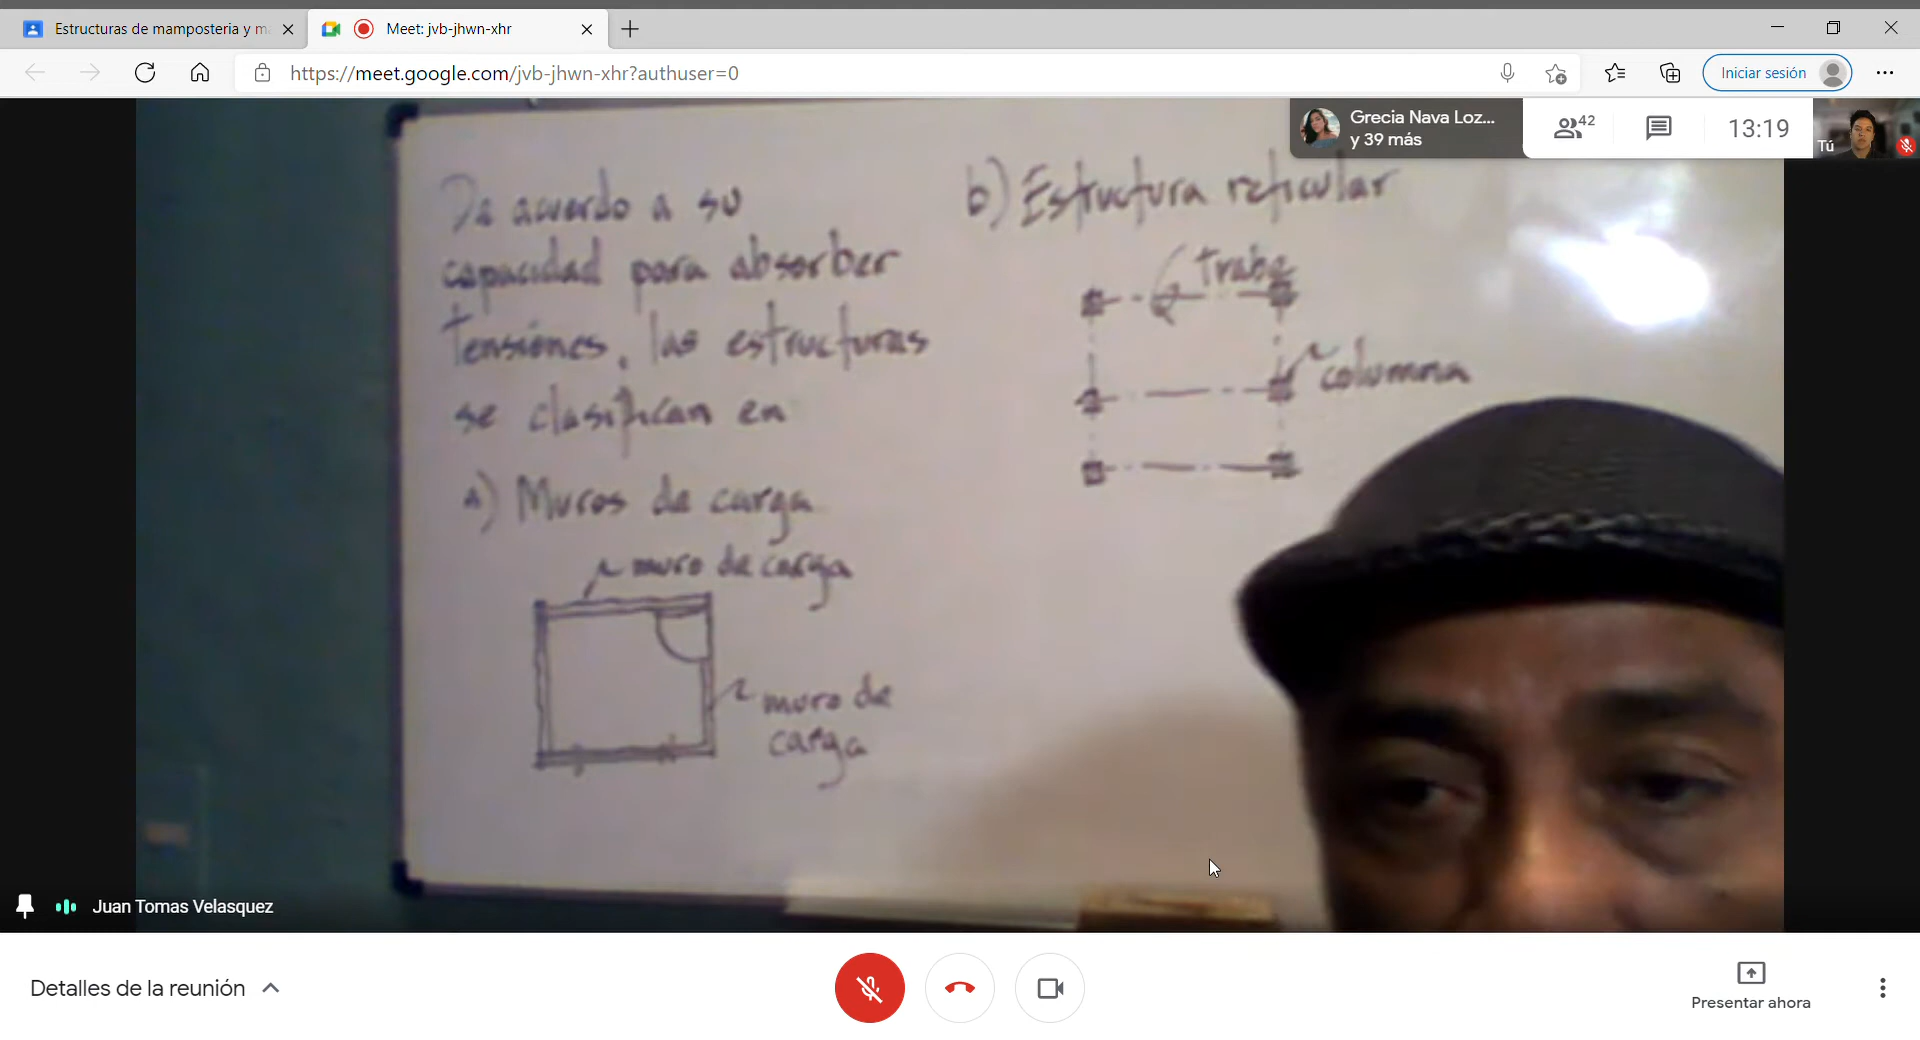 Estructuras de mamposteria y m
Meet: jvb-jhwn-xhr
https://meet.google.com/jvb-jhwn-xhr?authuser=0
Iniciar sesión
Grecia Nava Loz...
y 39 más
42
13:19
Tú
De acuerdo a su
capacidad para absorber
tensiones, las estructuras
se clasifican en
a) Muros de carga
muro de carga
muro de
carga
b) Estructura reticular
trabe
columna
Juan Tomas Velasquez
Detalles de la reunión
Presentar ahora